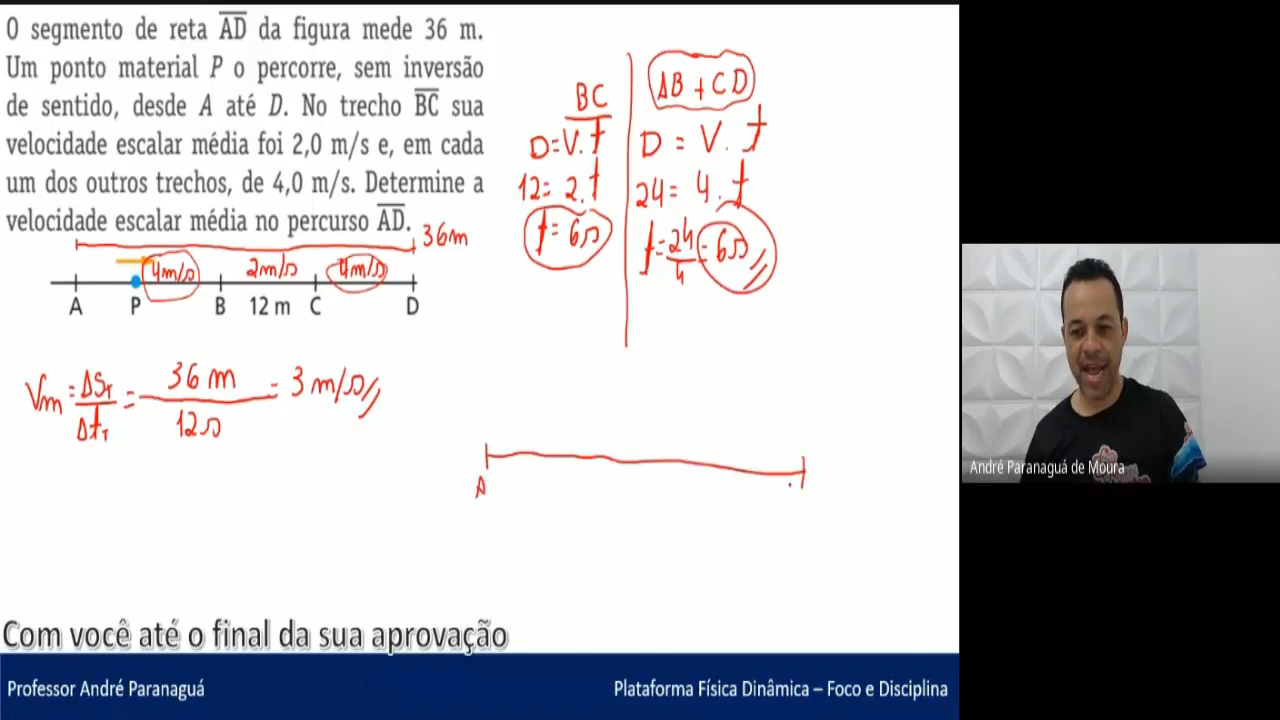 O segmento de reta AD da figura mede 36 m.
Um ponto material P o percorre, sem inversão
de sentido, desde A até D. No trecho BC sua
velocidade escalar média foi 2,0 m/s e, em cada
um dos outros trechos, de 4,0 m/s. Determine a
velocidade escalar média no percurso AD.
36m
4m/s 2m/s 4m/s
A P B 12 m C D
Vm = ΔST / ΔtT = 36 m / 12s = 3 m/s
BC
D = V. t
12 = 2. t
t = 6s
AB + CD
D = V. t
24 = 4. t
t = 24 / 4 = 6s
A
André Paranaguá de Moura
Com você até o final da sua aprovação
Professor André Paranaguá
Plataforma Física Dinâmica – Foco e Disciplina